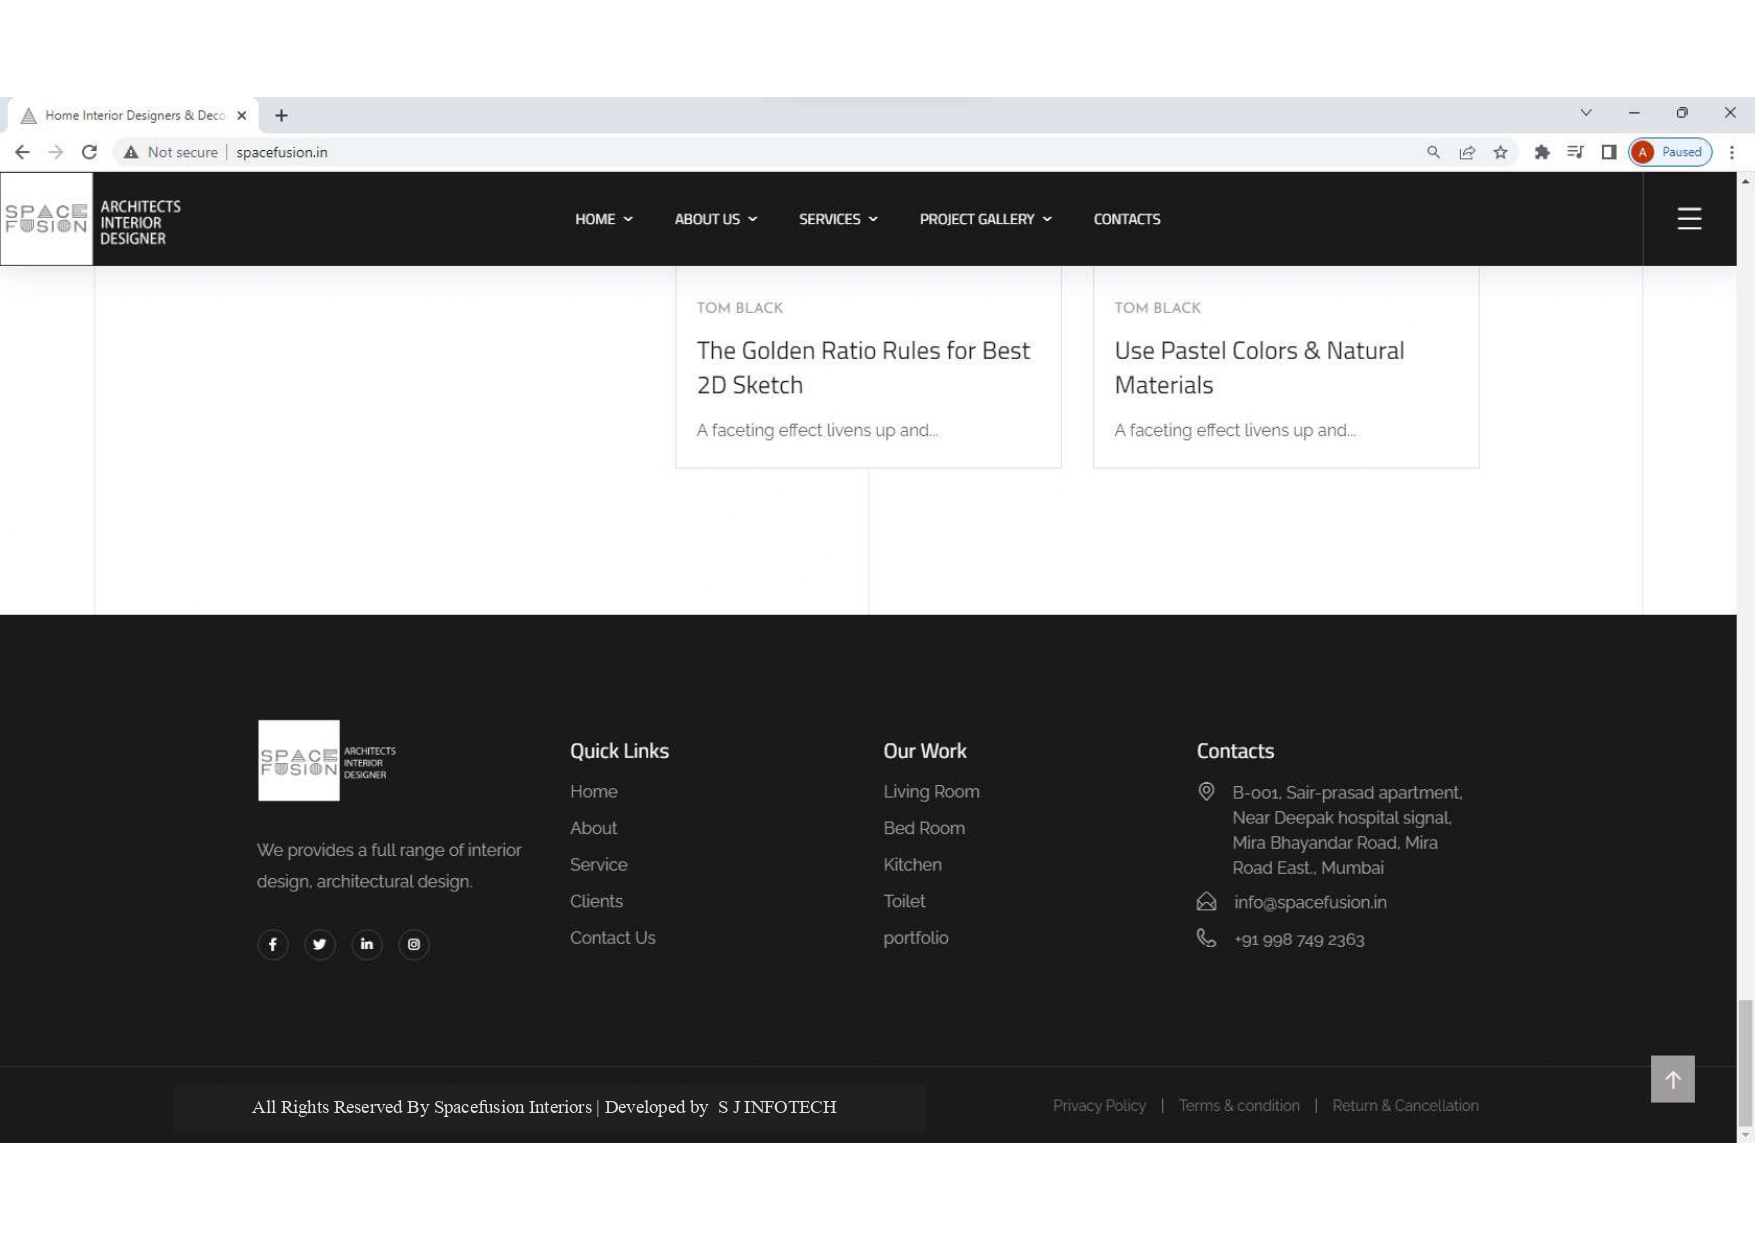 Home Interior Designers & Deco
Not secure | spacefusion.in
A Paused
SPACE FUSION
ARCHITECTS
INTERIOR
DESIGNER
HOME
ABOUT US
SERVICES
PROJECT GALLERY
CONTACTS
TOM BLACK
The Golden Ratio Rules for Best
2D Sketch
A faceting effect livens up and...
TOM BLACK
Use Pastel Colors & Natural
Materials
A faceting effect livens up and...
SPACE FUSION
ARCHITECTS
INTERIOR
DESIGNER
We provides a full range of interior
design, architectural design.
Quick Links
Home
About
Service
Clients
Contact Us
Our Work
Living Room
Bed Room
Kitchen
Toilet
portfolio
Contacts
B-001, Sair-prasad apartment,
Near Deepak hospital signal,
Mira Bhayandar Road, Mira
Road East., Mumbai
info@spacefusion.in
+91 998 749 2363
All Rights Reserved By Spacefusion Interiors | Developed by  S J INFOTECH
Privacy Policy | Terms & condition | Return & Cancellation